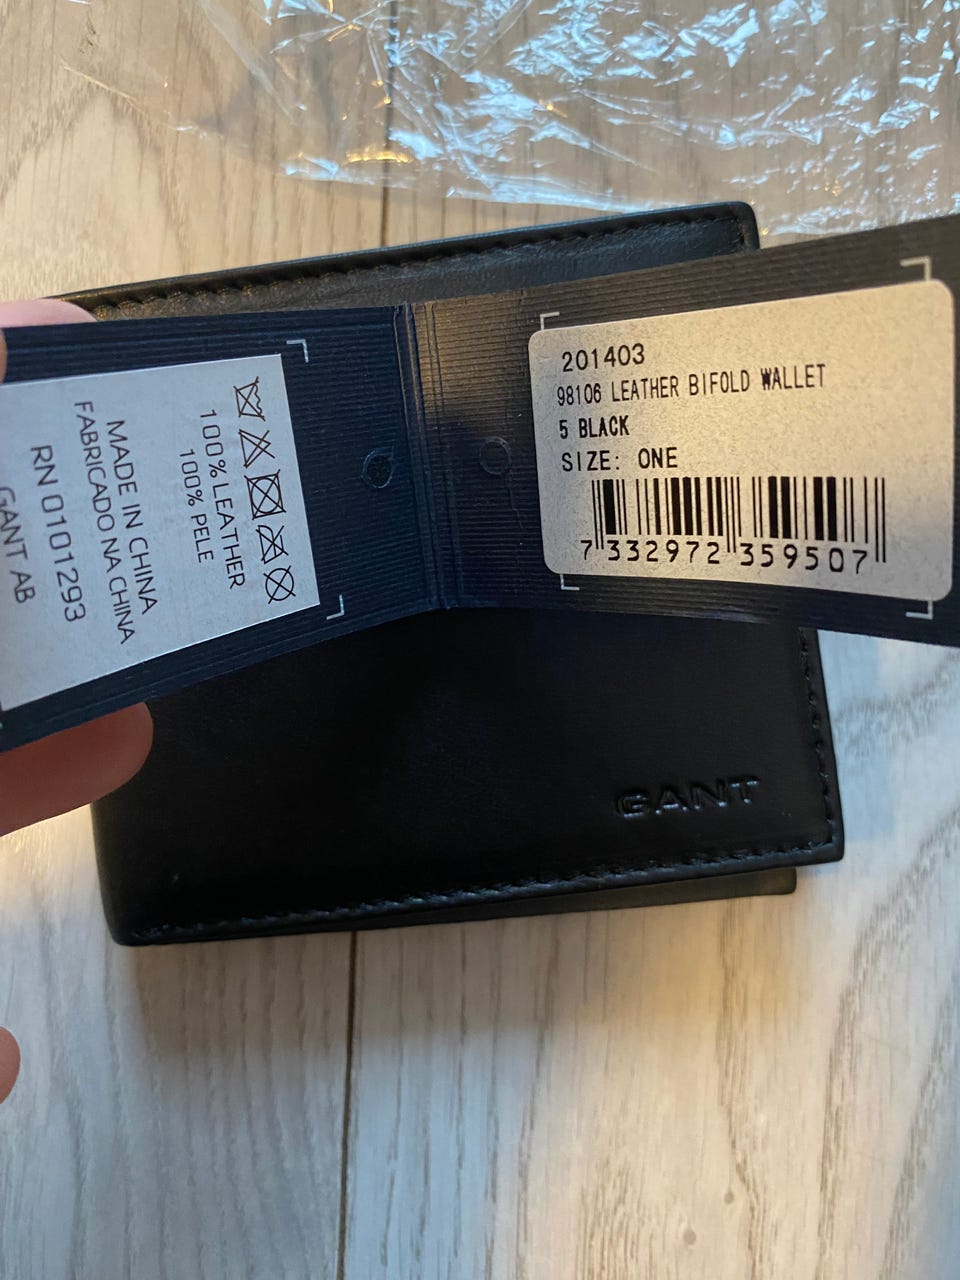 201403
98106 LEATHER BIFOLD WALLET
5 BLACK
SIZE: ONE
7 332972 359507
100% LEATHER
100% PELE
MADE IN CHINA
FABRICADO NA CHINA
RN 0101293
GANT AB
GANT